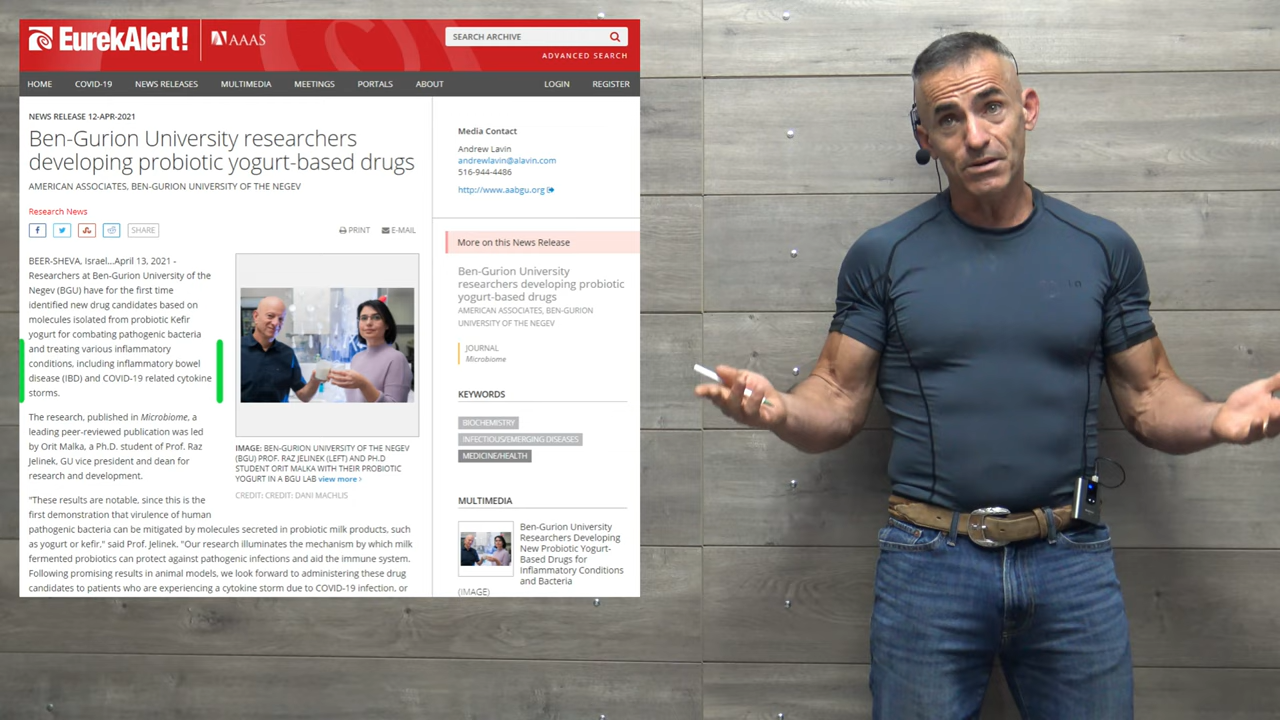 EurekAlert!
AAAS
SEARCH ARCHIVE
ADVANCED SEARCH
HOME COVID-19 NEWS RELEASES MULTIMEDIA MEETINGS PORTALS ABOUT LOGIN REGISTER
NEWS RELEASE 12-APR-2021
Ben-Gurion University researchers
developing probiotic yogurt-based drugs
AMERICAN ASSOCIATES, BEN-GURION UNIVERSITY OF THE NEGEV
Research News
SHARE
PRINT E-MAIL
BEER-SHEVA, Israel...April 13, 2021 -
Researchers at Ben-Gurion University of the
Negev (BGU) have for the first time
identified new drug candidates based on
molecules isolated from probiotic Kefir
yogurt for combating pathogenic bacteria
and treating various inflammatory
conditions, including inflammatory bowel
disease (IBD) and COVID-19 related cytokine
storms.
The research, published in Microbiome, a
leading peer-reviewed publication was led
by Orit Malka, a Ph.D. student of Prof. Raz
Jelinek, GU vice president and dean for
research and development.
"These results are notable, since this is the
first demonstration that virulence of human
pathogenic bacteria can be mitigated by molecules secreted in probiotic milk products, such
as yogurt or kefir," said Prof. Jelinek. "Our research illuminates the mechanism by which milk
fermented probiotics can protect against pathogenic infections and aid the immune system.
Following promising results in animal models, we look forward to administering these drug
candidates to patients who are experiencing a cytokine storm due to COVID-19 infection, or
IMAGE: BEN-GURION UNIVERSITY OF THE NEGEV
(BGU) PROF. RAZ JELINEK (LEFT) AND PH.D
STUDENT ORIT MALKA WITH THEIR PROBIOTIC
YOGURT IN A BGU LAB view more >
CREDIT: CREDIT: DANI MACHLIS
Media Contact
Andrew Lavin
andrewlavin@alavin.com
516-944-4486
http://www.aabgu.org
More on this News Release
Ben-Gurion University
researchers developing probiotic
yogurt-based drugs
AMERICAN ASSOCIATES, BEN-GURION
UNIVERSITY OF THE NEGEV
JOURNAL
Microbiome
KEYWORDS
BIOCHEMISTRY
INFECTIOUS/EMERGING DISEASES
MEDICINE/HEALTH
MULTIMEDIA
Ben-Gurion University
Researchers Developing
New Probiotic Yogurt-
Based Drugs for
Inflammatory Conditions
and Bacteria
(IMAGE)